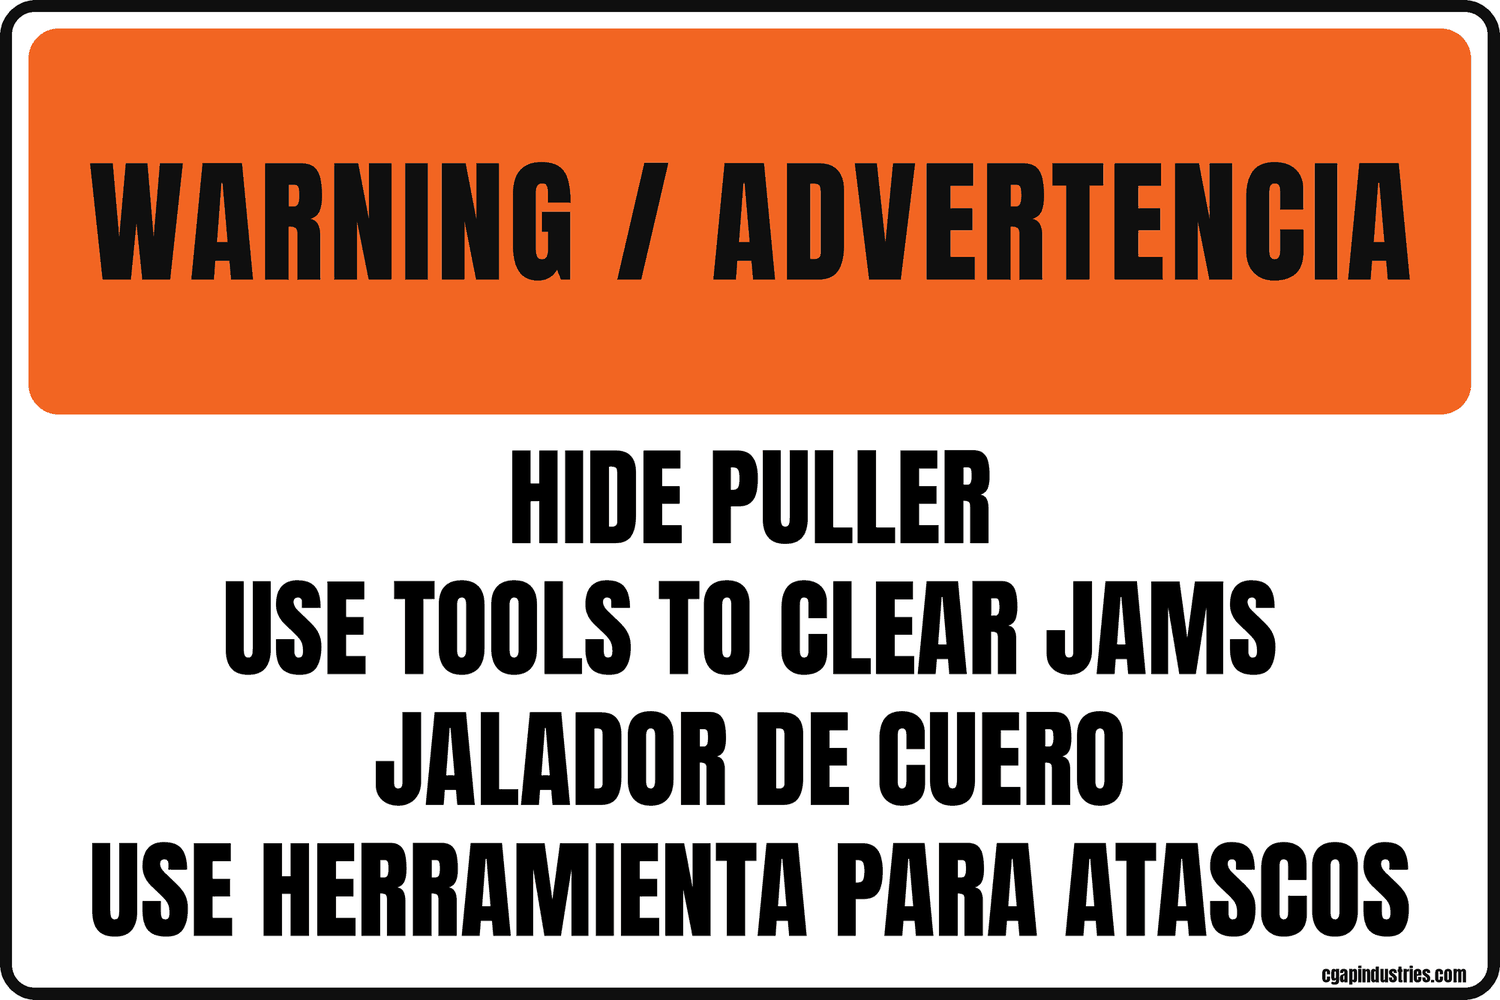 WARNING / ADVERTENCIA
HIDE PULLER
USE TOOLS TO CLEAR JAMS
JALADOR DE CUERO
USE HERRAMIENTA PARA ATASCOS
cgapindustries.com